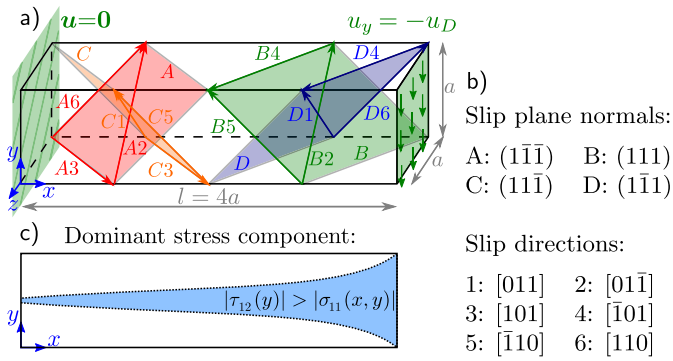 a) u=0 u_y = −u_D
C B4 D4
A
A6 C1 C5 D1 a
B5 D6
A3 A2 C3 D B2 B a
y
z x l = 4a
b)
Slip plane normals:
A: (11̄1̄) B: (111)
C: (111̄) D: (11̄1)
Slip directions:
1: [011] 2: [011̄]
3: [101] 4: [1̄01]
5: [1̄10] 6: [110]
c) Dominant stress component:
|τ₁₂(y)| > |σ₁₁(x, y)|
y
x